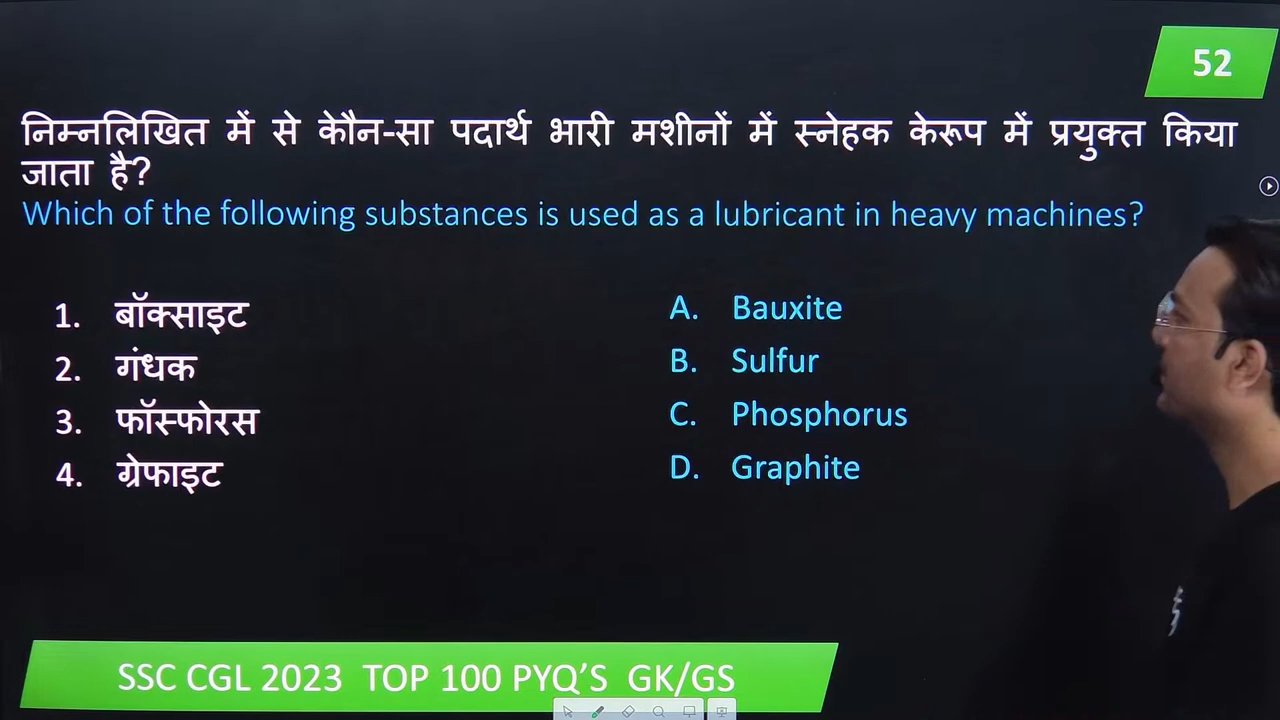 52
निम्नलिखित में से केौन-सा पदार्थ भारी मशीनों में स्नेहक केरूप में प्रयुक्त किया
जाता है?
Which of the following substances is used as a lubricant in heavy machines?
1. बॉक्साइट
2. गंधक
3. फॉस्फोरस
4. ग्रेफाइट
A. Bauxite
B. Sulfur
C. Phosphorus
D. Graphite
SSC CGL 2023 TOP 100 PYQ’S GK/GS